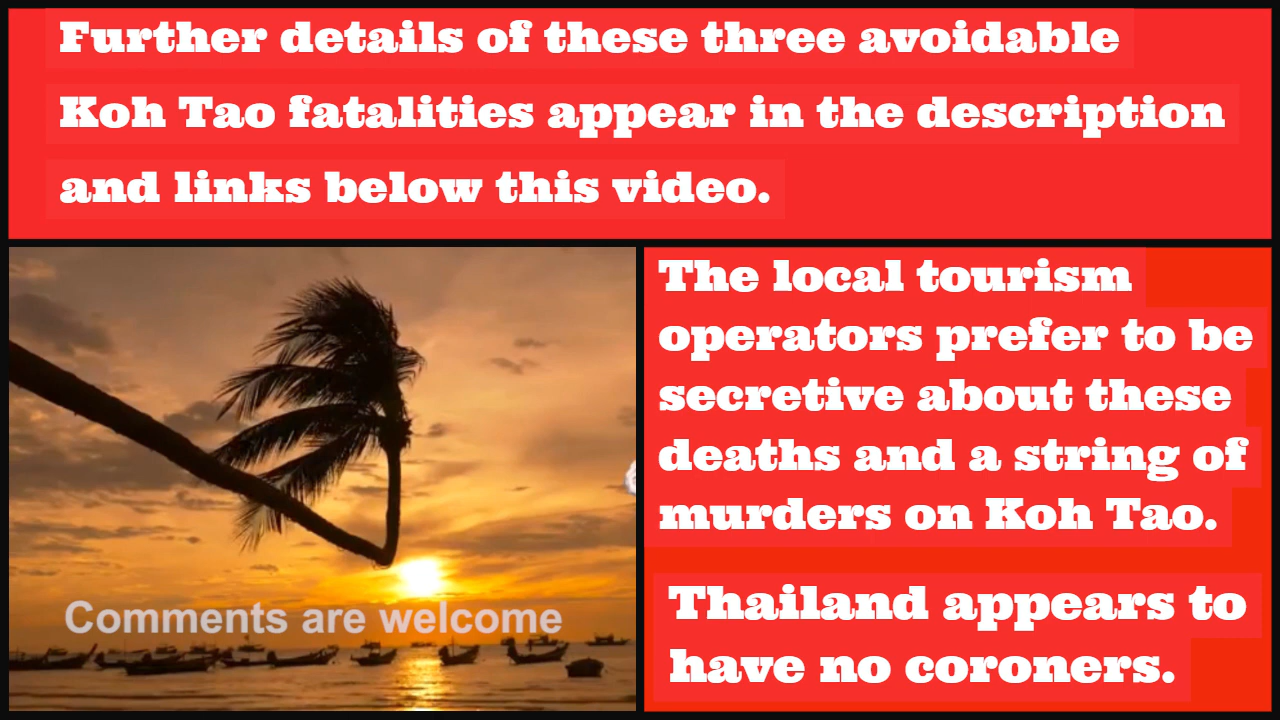 Further details of these three avoidable
Koh Tao fatalities appear in the description
and links below this video.
The local tourism
operators prefer to be
secretive about these
deaths and a string of
murders on Koh Tao.
Thailand appears to
have no coroners.
Comments are welcome